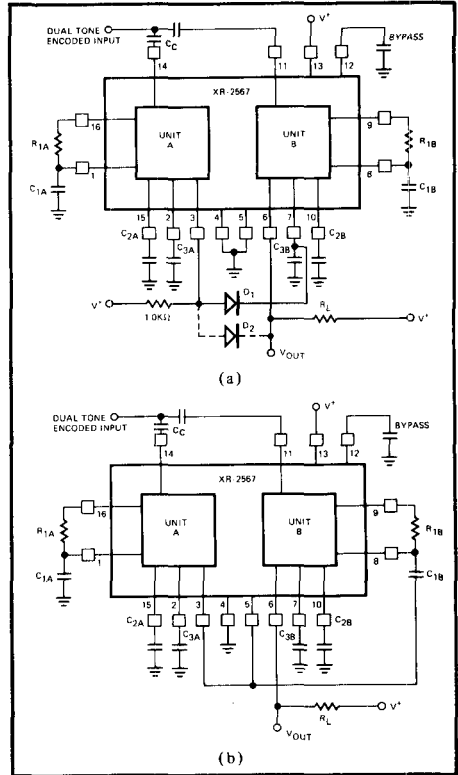 V+
DUAL TONE
ENCODED INPUT
CC
BYPASS
14
11
13
12
XR-2567
16
UNIT
A
UNIT
B
9
R1A
R1B
1
8
C1A
C1B
15
2
3
4
5
6
7
10
C2A
C3A
C3B
C2B
V+
D1
1.0KΩ
D2
RL
V+
VOUT
(a)
V+
DUAL TONE
ENCODED INPUT
CC
BYPASS
14
11
13
12
XR-2567
16
UNIT
A
UNIT
B
9
R1A
R1B
1
8
C1A
C1B
15
2
3
4
5
6
7
10
C2A
C3A
C3B
C2B
RL
V+
VOUT
(b)